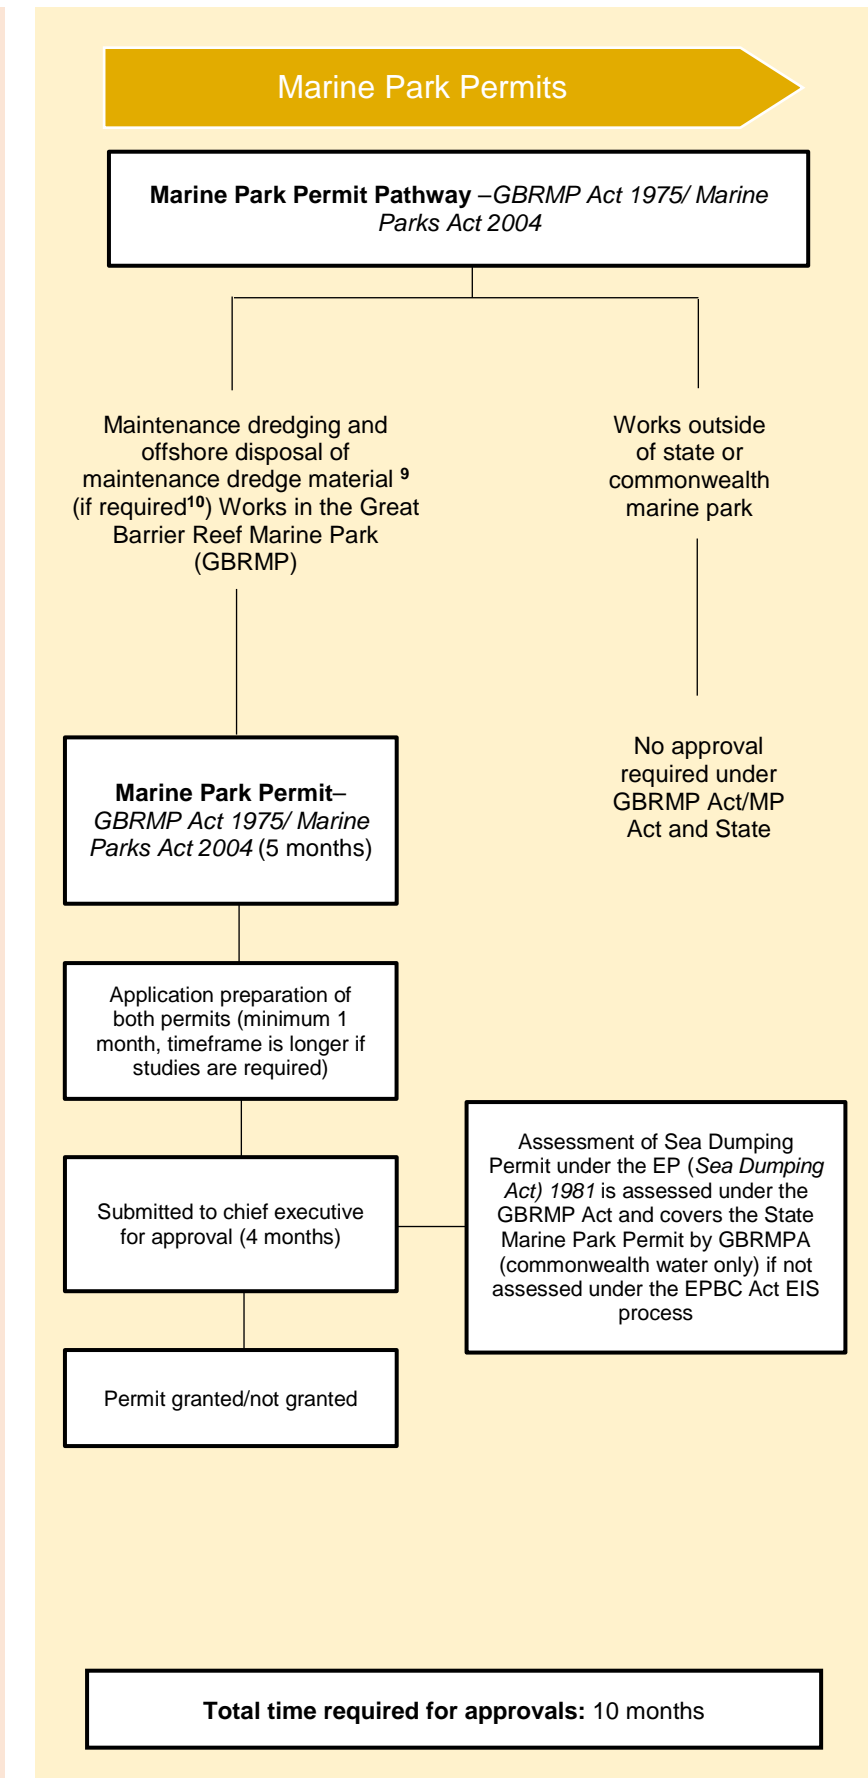 Marine Park Permits
Marine Park Permit Pathway –GBRMP Act 1975/ Marine
Parks Act 2004
Maintenance dredging and
offshore disposal of
maintenance dredge material 9
(if required10) Works in the Great
Barrier Reef Marine Park
(GBRMP)
Works outside
of state or
commonwealth
marine park
Marine Park Permit–
GBRMP Act 1975/ Marine
Parks Act 2004 (5 months)
No approval
required under
GBRMP Act/MP
Act and State
Application preparation of
both permits (minimum 1
month, timeframe is longer if
studies are required)
Submitted to chief executive
for approval (4 months)
Assessment of Sea Dumping
Permit under the EP (Sea Dumping
Act) 1981 is assessed under the
GBRMP Act and covers the State
Marine Park Permit by GBRMPA
(commonwealth water only) if not
assessed under the EPBC Act EIS
process
Permit granted/not granted
Total time required for approvals: 10 months